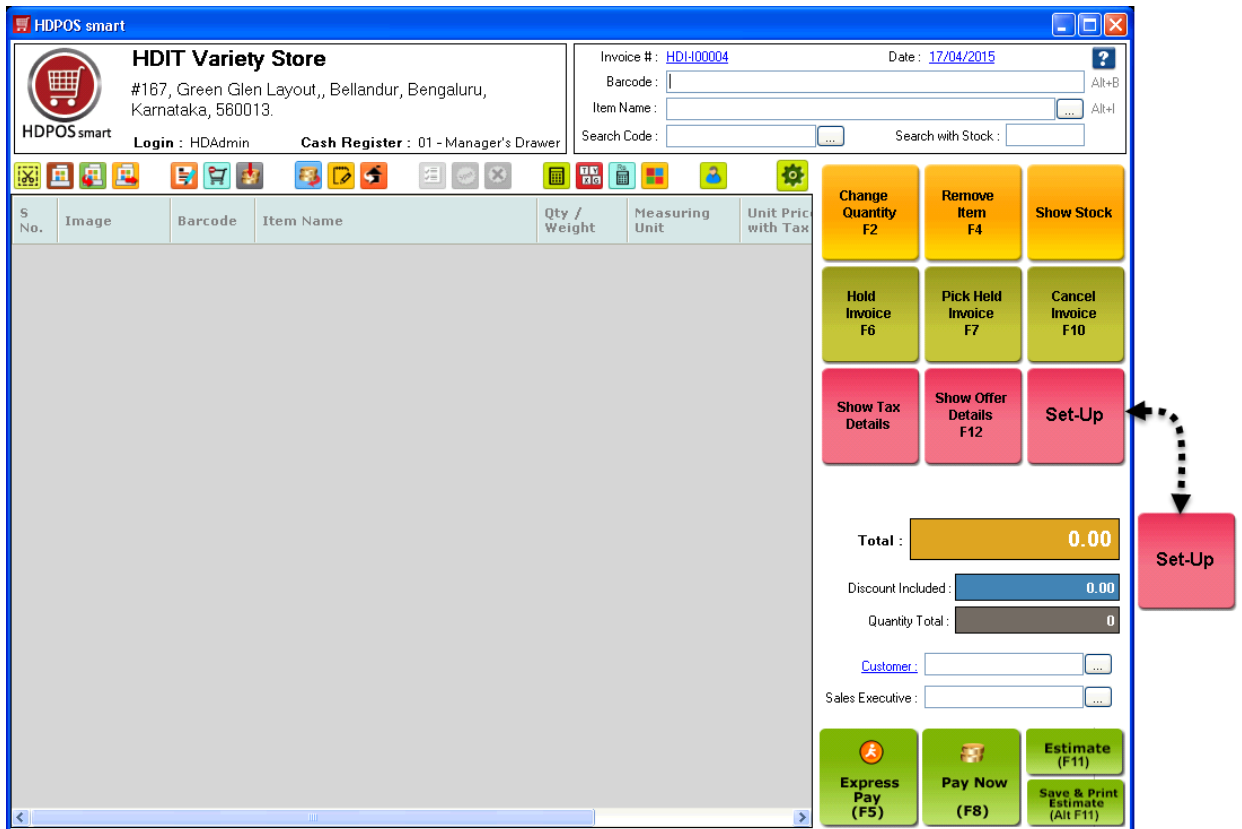 HDPOS smart
HDIT Variety Store
#167, Green Glen Layout,, Bellandur, Bengaluru,
Karnataka, 560013.
HDPOS smart
Login : HDAdmin Cash Register : 01 - Manager's Drawer
Invoice # : HDI-I00004 Date : 17/04/2015 ?
Barcode : Alt+B
Item Name : ... Alt+I
Search Code : ... Search with Stock :
S No. Image Barcode Item Name Qty / Weight Measuring Unit Unit Price with Tax
Change
Quantity
F2
Remove
Item
F4
Show Stock
Hold
Invoice
F6
Pick Held
Invoice
F7
Cancel
Invoice
F10
Show Tax
Details
Show Offer
Details
F12
Set-Up
Set-Up
Total : 0.00
Discount Included : 0.00
Quantity Total : 0
Customer : ...
Sales Executive : ...
Express
Pay
(F5)
Pay Now
(F8)
Estimate
(F11)
Save & Print
Estimate
(Alt F11)